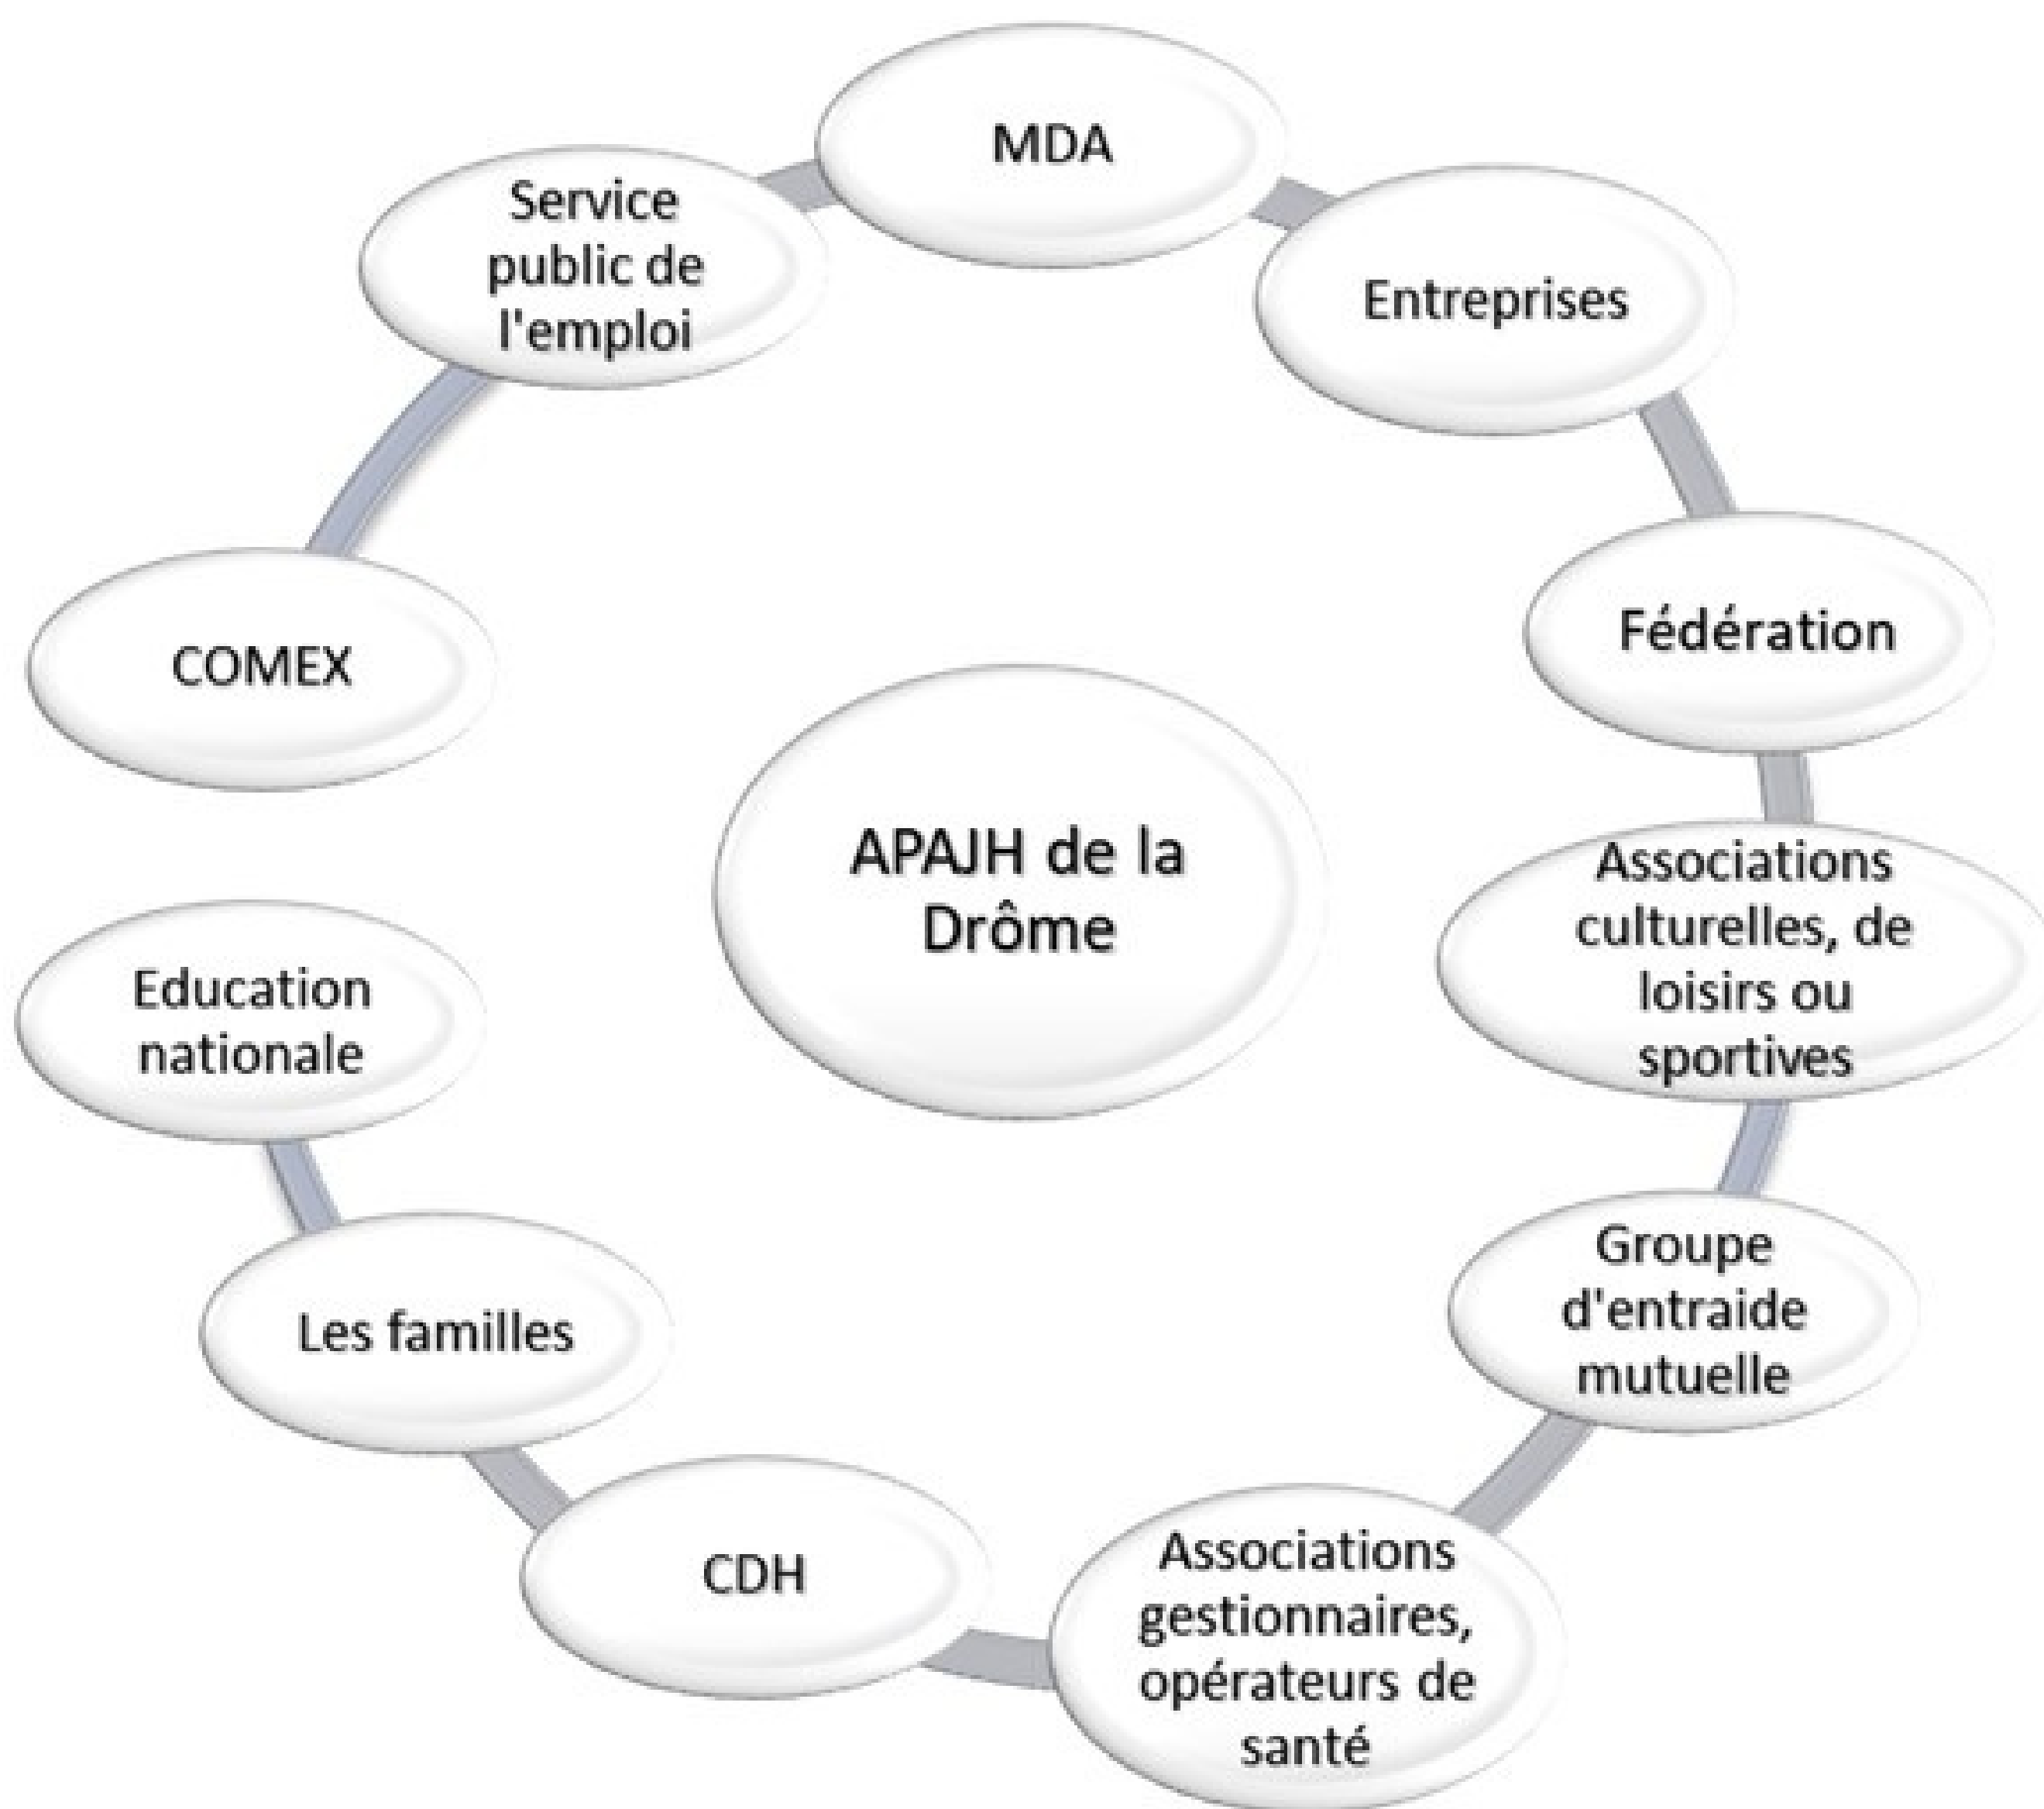 MDA
Service
public de
l'emploi
Entreprises
Fédération
COMEX
APAJH de la
Drôme
Associations
culturelles, de
loisirs ou
sportives
Education
nationale
Groupe
d'entraide
mutuelle
Les familles
CDH
Associations
gestionnaires,
opérateurs de
santé